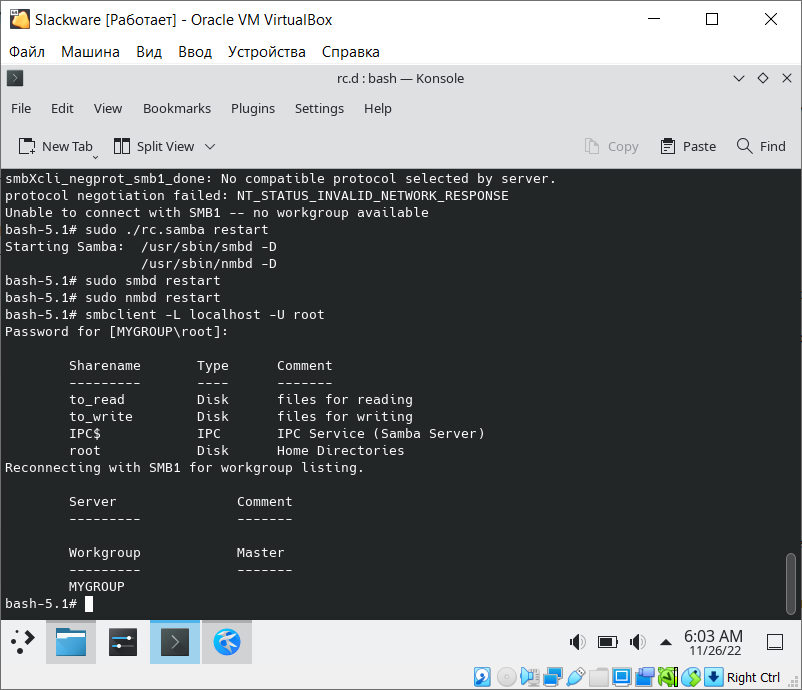 Slackware [Работает] - Oracle VM VirtualBox
Файл Машина Вид Ввод Устройства Справка
rc.d : bash — Konsole
File Edit View Bookmarks Plugins Settings Help
New Tab Split View Copy Paste Find
smbXcli_negprot_smb1_done: No compatible protocol selected by server.
protocol negotiation failed: NT_STATUS_INVALID_NETWORK_RESPONSE
Unable to connect with SMB1 -- no workgroup available
bash-5.1# sudo ./rc.samba restart
Starting Samba:  /usr/sbin/smbd -D
                 /usr/sbin/nmbd -D
bash-5.1# sudo smbd restart
bash-5.1# sudo nmbd restart
bash-5.1# smbclient -L localhost -U root
Password for [MYGROUP\root]:
        Sharename       Type      Comment
        ---------       ----      -------
        to_read         Disk      files for reading
        to_write        Disk      files for writing
        IPC$            IPC       IPC Service (Samba Server)
        root            Disk      Home Directories
Reconnecting with SMB1 for workgroup listing.
        Server               Comment
        ---------            -------
        Workgroup            Master
        ---------            -------
        MYGROUP
bash-5.1#
6:03 AM
11/26/22
Right Ctrl